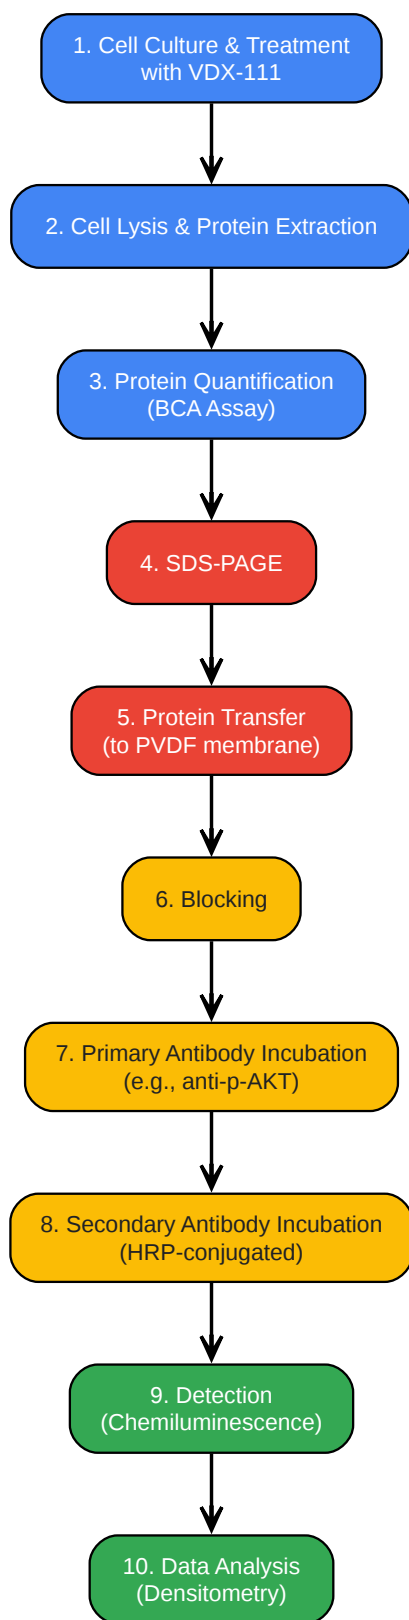 1. Cell Culture & Treatment
with VDX-111
2. Cell Lysis & Protein Extraction
3. Protein Quantification
(BCA Assay)
4. SDS-PAGE
5. Protein Transfer
(to PVDF membrane)
6. Blocking
7. Primary Antibody Incubation
(e.g., anti-p-AKT)
8. Secondary Antibody Incubation
(HRP-conjugated)
9. Detection
(Chemiluminescence)
10. Data Analysis
(Densitometry)